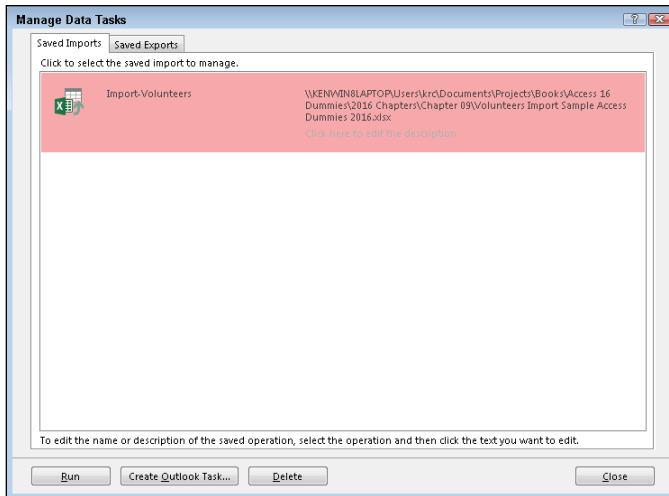 Manage Data Tasks
Saved Imports
Saved Exports
Click to select the saved import to manage.
Import-Volunteers
\\KENWIN8LAPTOP\Users\krc\Documents\Projects\Books\Access 16
Dummies\2016 Chapters\Chapter 09\Volunteers Import Sample Access
Dummies 2016.xlsx
Click here to edit the description
To edit the name or description of the saved operation, select the operation and then click the text you want to edit.
Run
Create Outlook Task...
Delete
Close